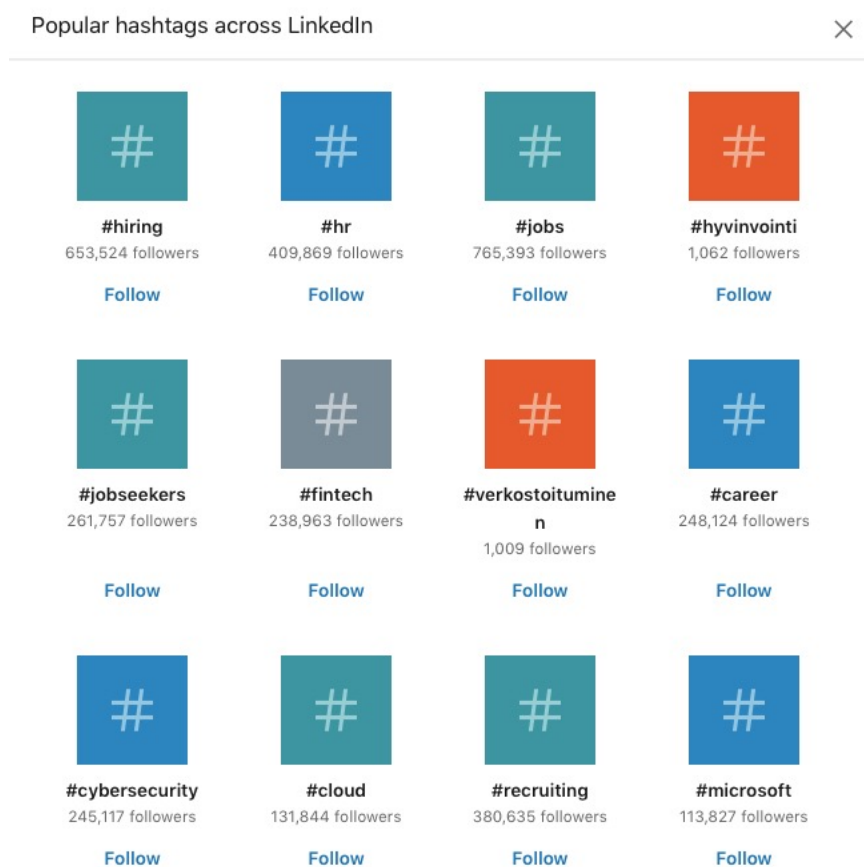 Popular hashtags across LinkedIn
# # # #
#hiring #hr #jobs #hyvinvointi
653,524 followers 409,869 followers 765,393 followers 1,062 followers
Follow Follow Follow Follow
# # # #
#jobseekers #fintech #verkostoitumine #career
261,757 followers 238,963 followers n 248,124 followers
1,009 followers
Follow Follow Follow Follow
# # # #
#cybersecurity #cloud #recruiting #microsoft
245,117 followers 131,844 followers 380,635 followers 113,827 followers
Follow Follow Follow Follow